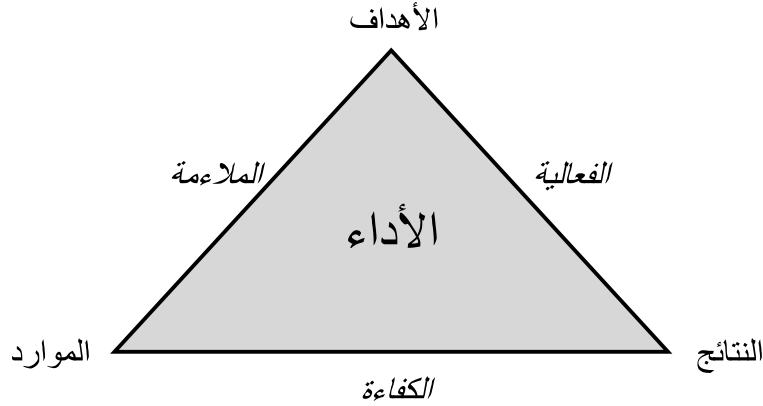 الأهداف
الفعالية
الملاءمة
الأداء
النتائج
الموارد
الكفاءة